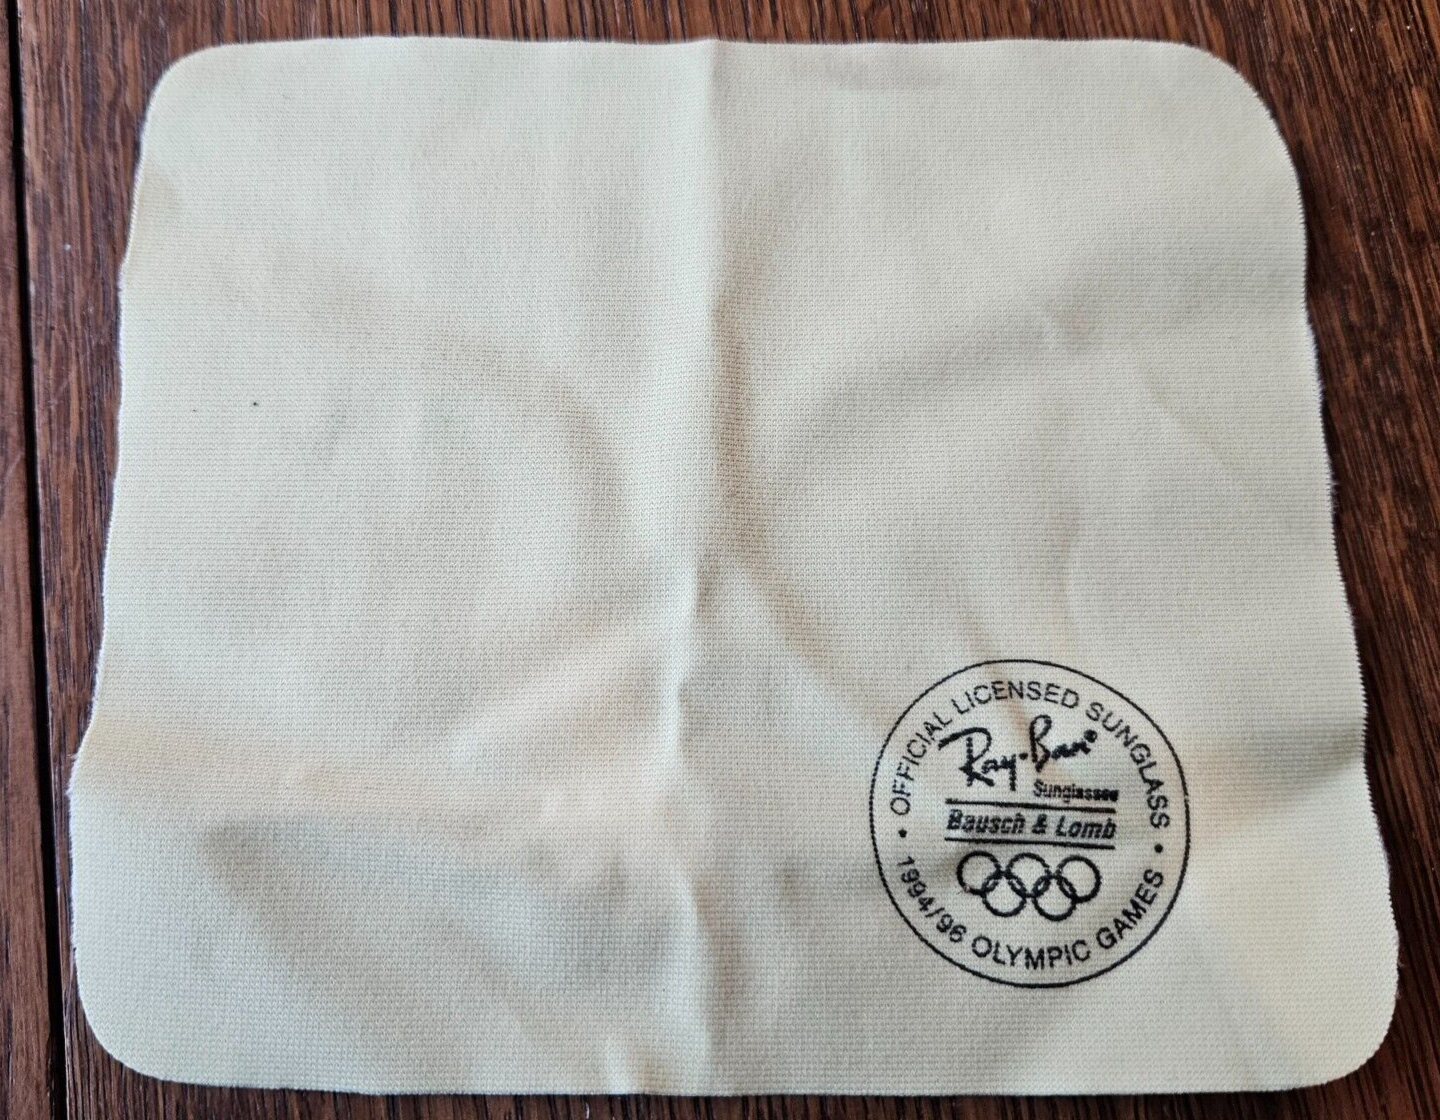 • OFFICIAL LICENSED SUNGLASS •
Ray-Ban®
Sunglasses
Bausch & Lomb
1994/96 OLYMPIC GAMES